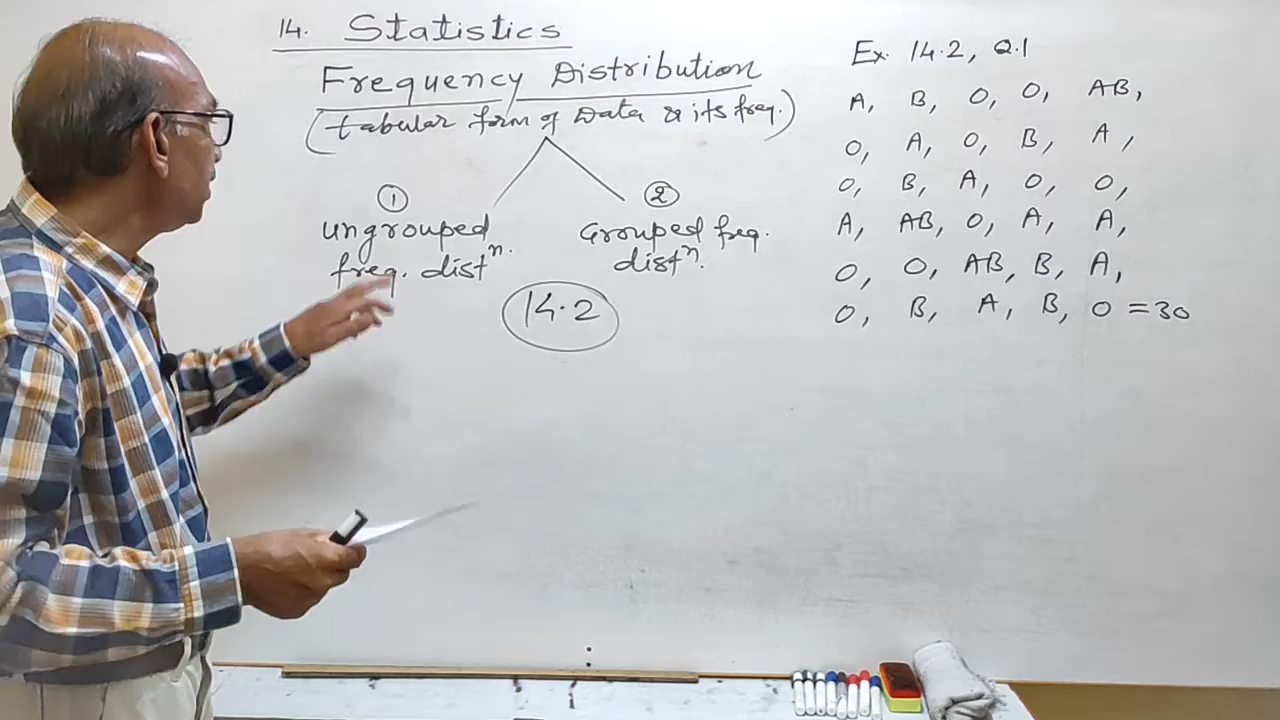 14. Statistics
Frequency Distribution
(tabular form of Data & its freq.)
① ungrouped freq. distⁿ.
② Grouped freq. distⁿ.
14.2
Ex. 14.2, Q.1
A, B, O, O, AB,
O, A, O, B, A,
O, B, A, O, O,
A, AB, O, A, A,
O, O, AB, B, A,
O, B, A, B, O = 30